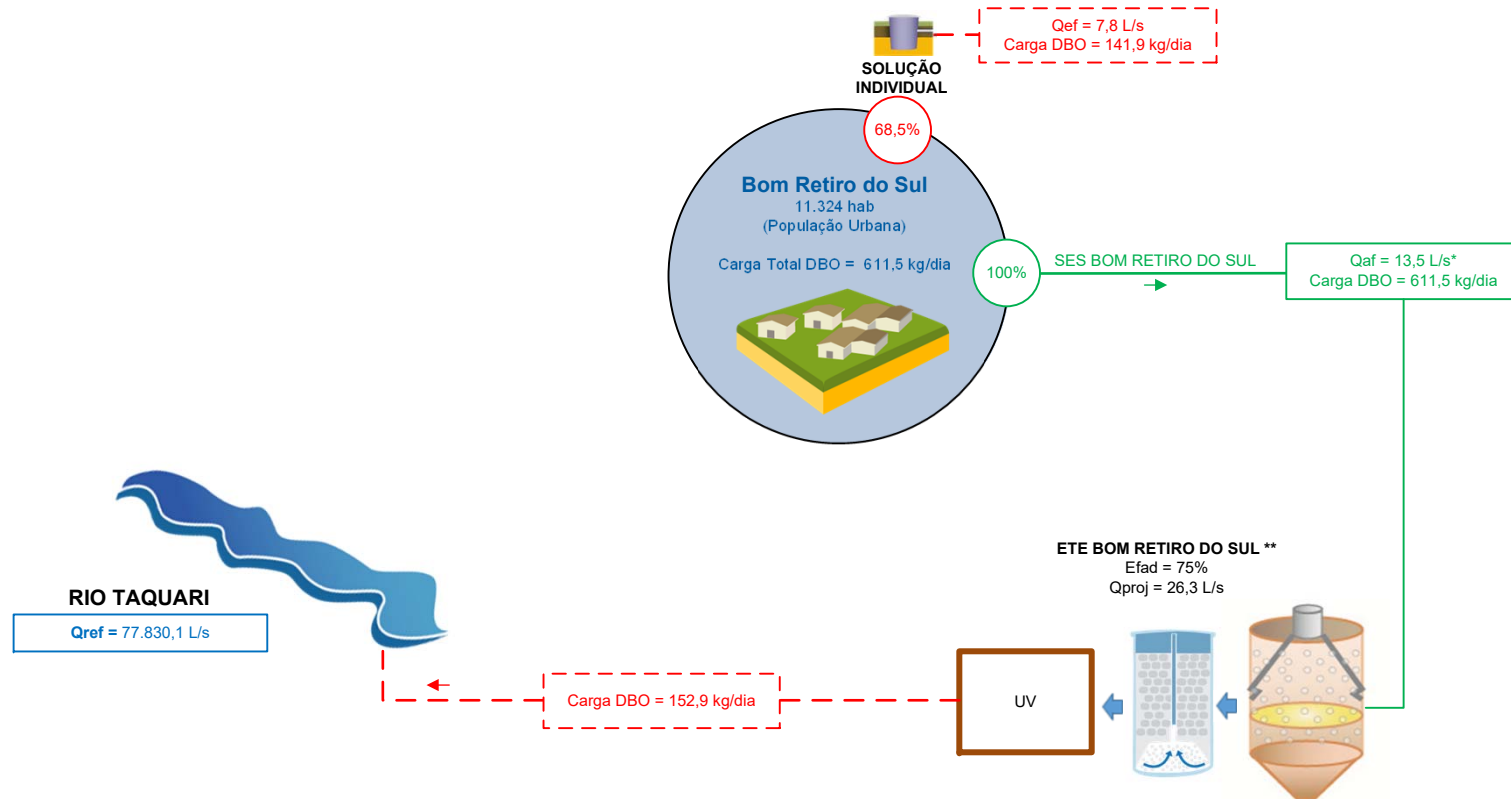 Qef = 7,8 L/s
Carga DBO = 141,9 kg/dia
SOLUÇÃO
INDIVIDUAL
68,5%
Bom Retiro do Sul
11.324 hab
(População Urbana)
Carga Total DBO = 611,5 kg/dia
100%
SES BOM RETIRO DO SUL
Qaf = 13,5 L/s*
Carga DBO = 611,5 kg/dia
ETE BOM RETIRO DO SUL **
Efad = 75%
Qproj = 26,3 L/s
RIO TAQUARI
Qref = 77.830,1 L/s
Carga DBO = 152,9 kg/dia
UV